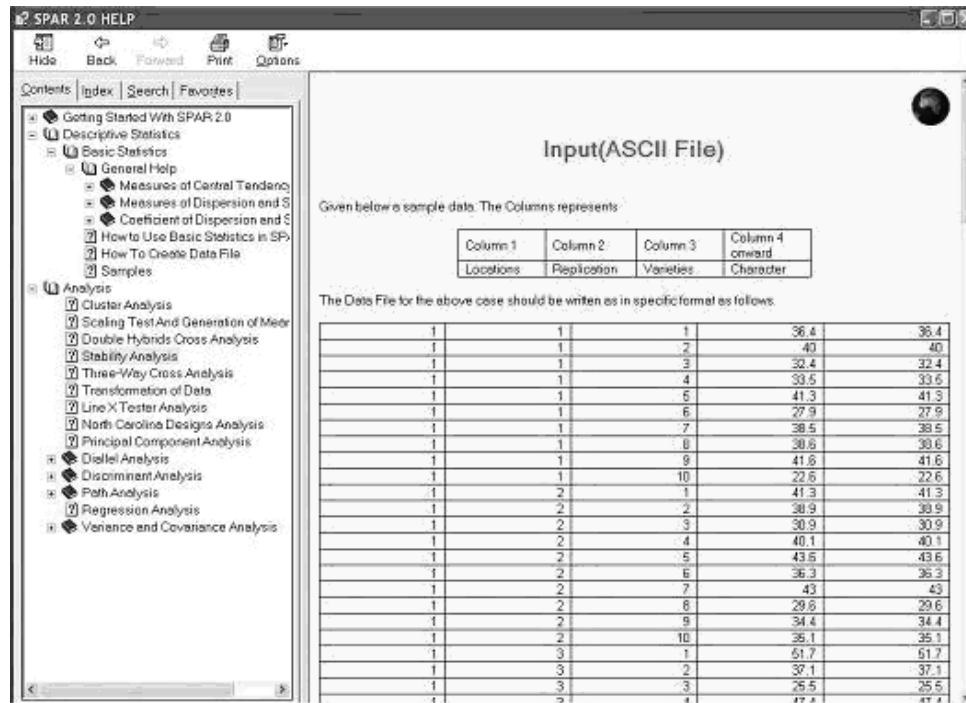 SPAR 2.0 HELP
Hide Back Forward Print Options
Contents Index Search Favorites
Getting Started With SPAR 2.0
Descriptive Statistics
Basic Statistics
General Help
Measures of Central Tendenc
Measures of Dispersion and S
Coefficient of Dispersion and S
How to Use Basic Statistics in SPA
How To Create Data File
Samples
Analysis
Cluster Analysis
Scaling Test And Generation of Mear
Double Hybrids Cross Analysis
Stability Analysis
Three-Way Cross Analysis
Transformation of Data
Line X Tester Analysis
North Carolina Designs Analysis
Principal Component Analysis
Diallel Analysis
Discriminant Analysis
Path Analysis
Regression Analysis
Variance and Covariance Analysis
Input(ASCII File)
Given below a sample data. The Columns represents
Column 1 Column 2 Column 3 Column 4 onward
Locations Replication Varieties Character
The Data File for the above case should be written as in specific format as follows.
1 1 1 36.4 36.4
1 1 2 40 40
1 1 3 32.4 32.4
1 1 4 33.5 33.5
1 1 5 41.3 41.3
1 1 6 27.9 27.9
1 1 7 38.5 38.5
1 1 8 38.6 38.6
1 1 9 41.6 41.6
1 1 10 22.6 22.6
1 2 1 41.3 41.3
1 2 2 38.9 38.9
1 2 3 30.9 30.9
1 2 4 40.1 40.1
1 2 5 43.6 43.6
1 2 6 36.3 36.3
1 2 7 43 43
1 2 8 29.6 29.6
1 2 9 34.4 34.4
1 2 10 35.1 35.1
1 3 1 51.7 51.7
1 3 2 37.1 37.1
1 3 3 25.5 25.5
1 3 4 47.4 47.4